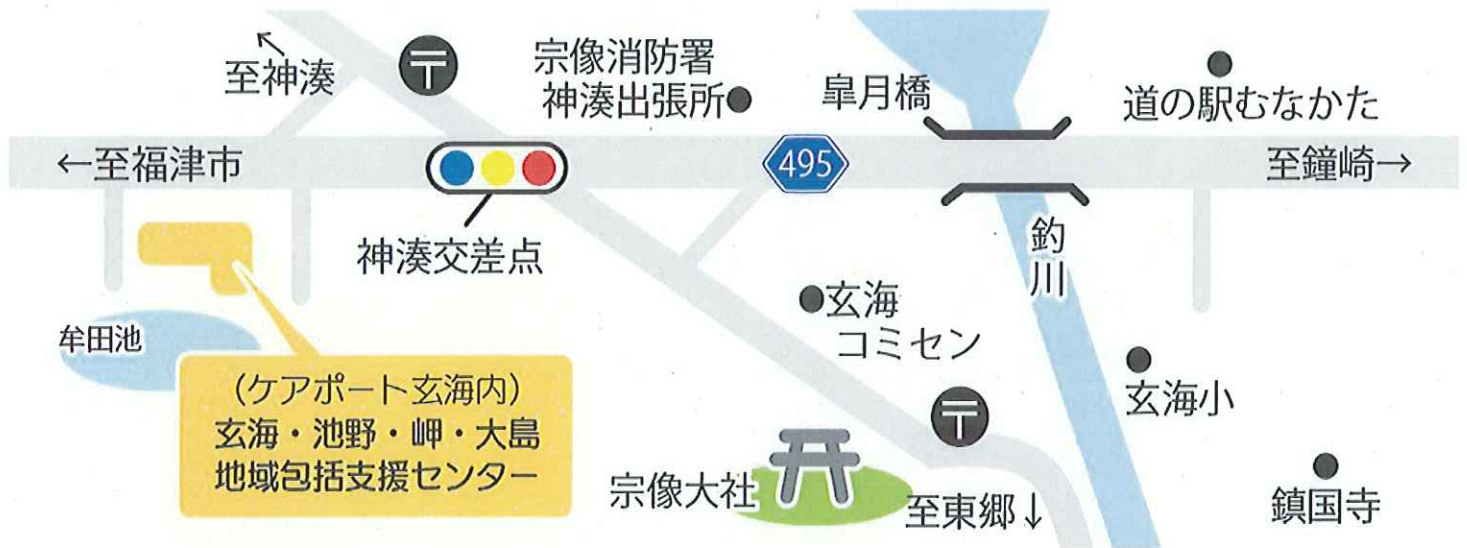 ↖
至神湊
〒
宗像消防署
神湊出張所
皐月橋
道の駅むなかた
←至福津市
495
至鐘崎→
神湊交差点
釣川
玄海
コミセン
牟田池
(ケアポート玄海内)
玄海・池野・岬・大島
地域包括支援センター
玄海小
〒
宗像大社
至東郷↓
鎮国寺